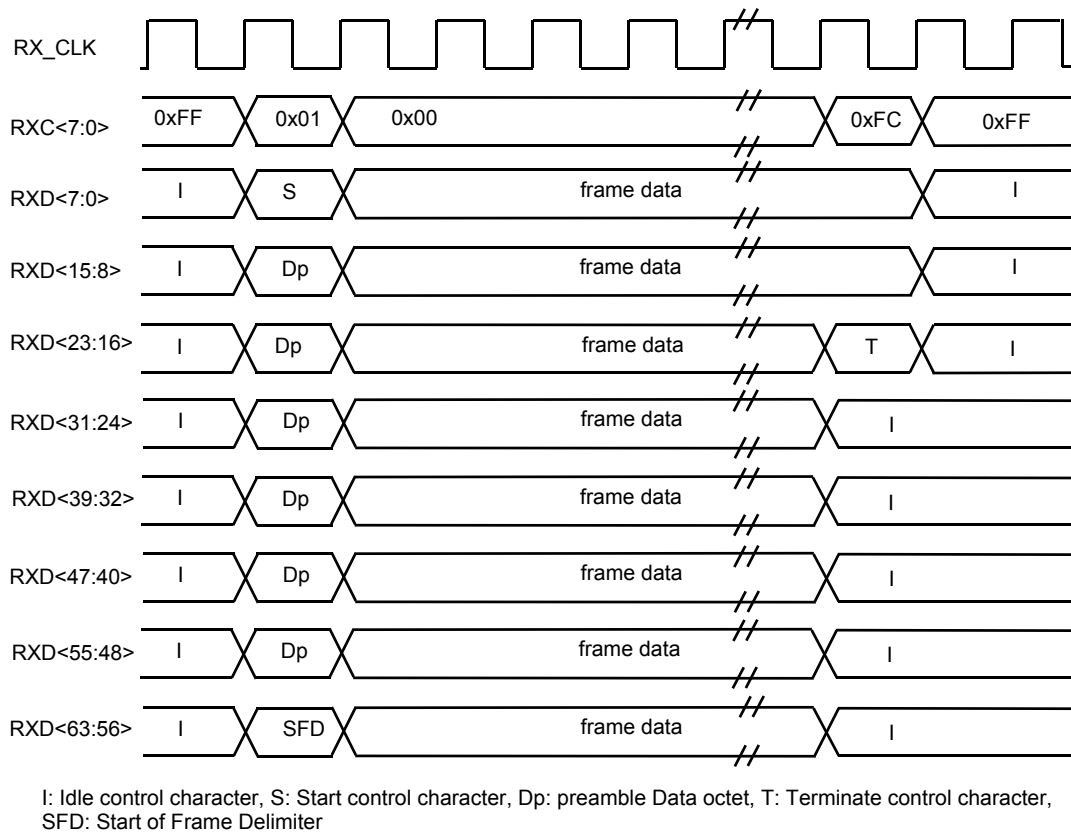 RX_CLK
RXC<7:0> 0xFF 0x01 0x00 0xFC 0xFF
RXD<7:0> I S frame data I
RXD<15:8> I Dp frame data I
RXD<23:16> I Dp frame data T I
RXD<31:24> I Dp frame data I
RXD<39:32> I Dp frame data I
RXD<47:40> I Dp frame data I
RXD<55:48> I Dp frame data I
RXD<63:56> I SFD frame data I
I: Idle control character, S: Start control character, Dp: preamble Data octet, T: Terminate control character,
SFD: Start of Frame Delimiter